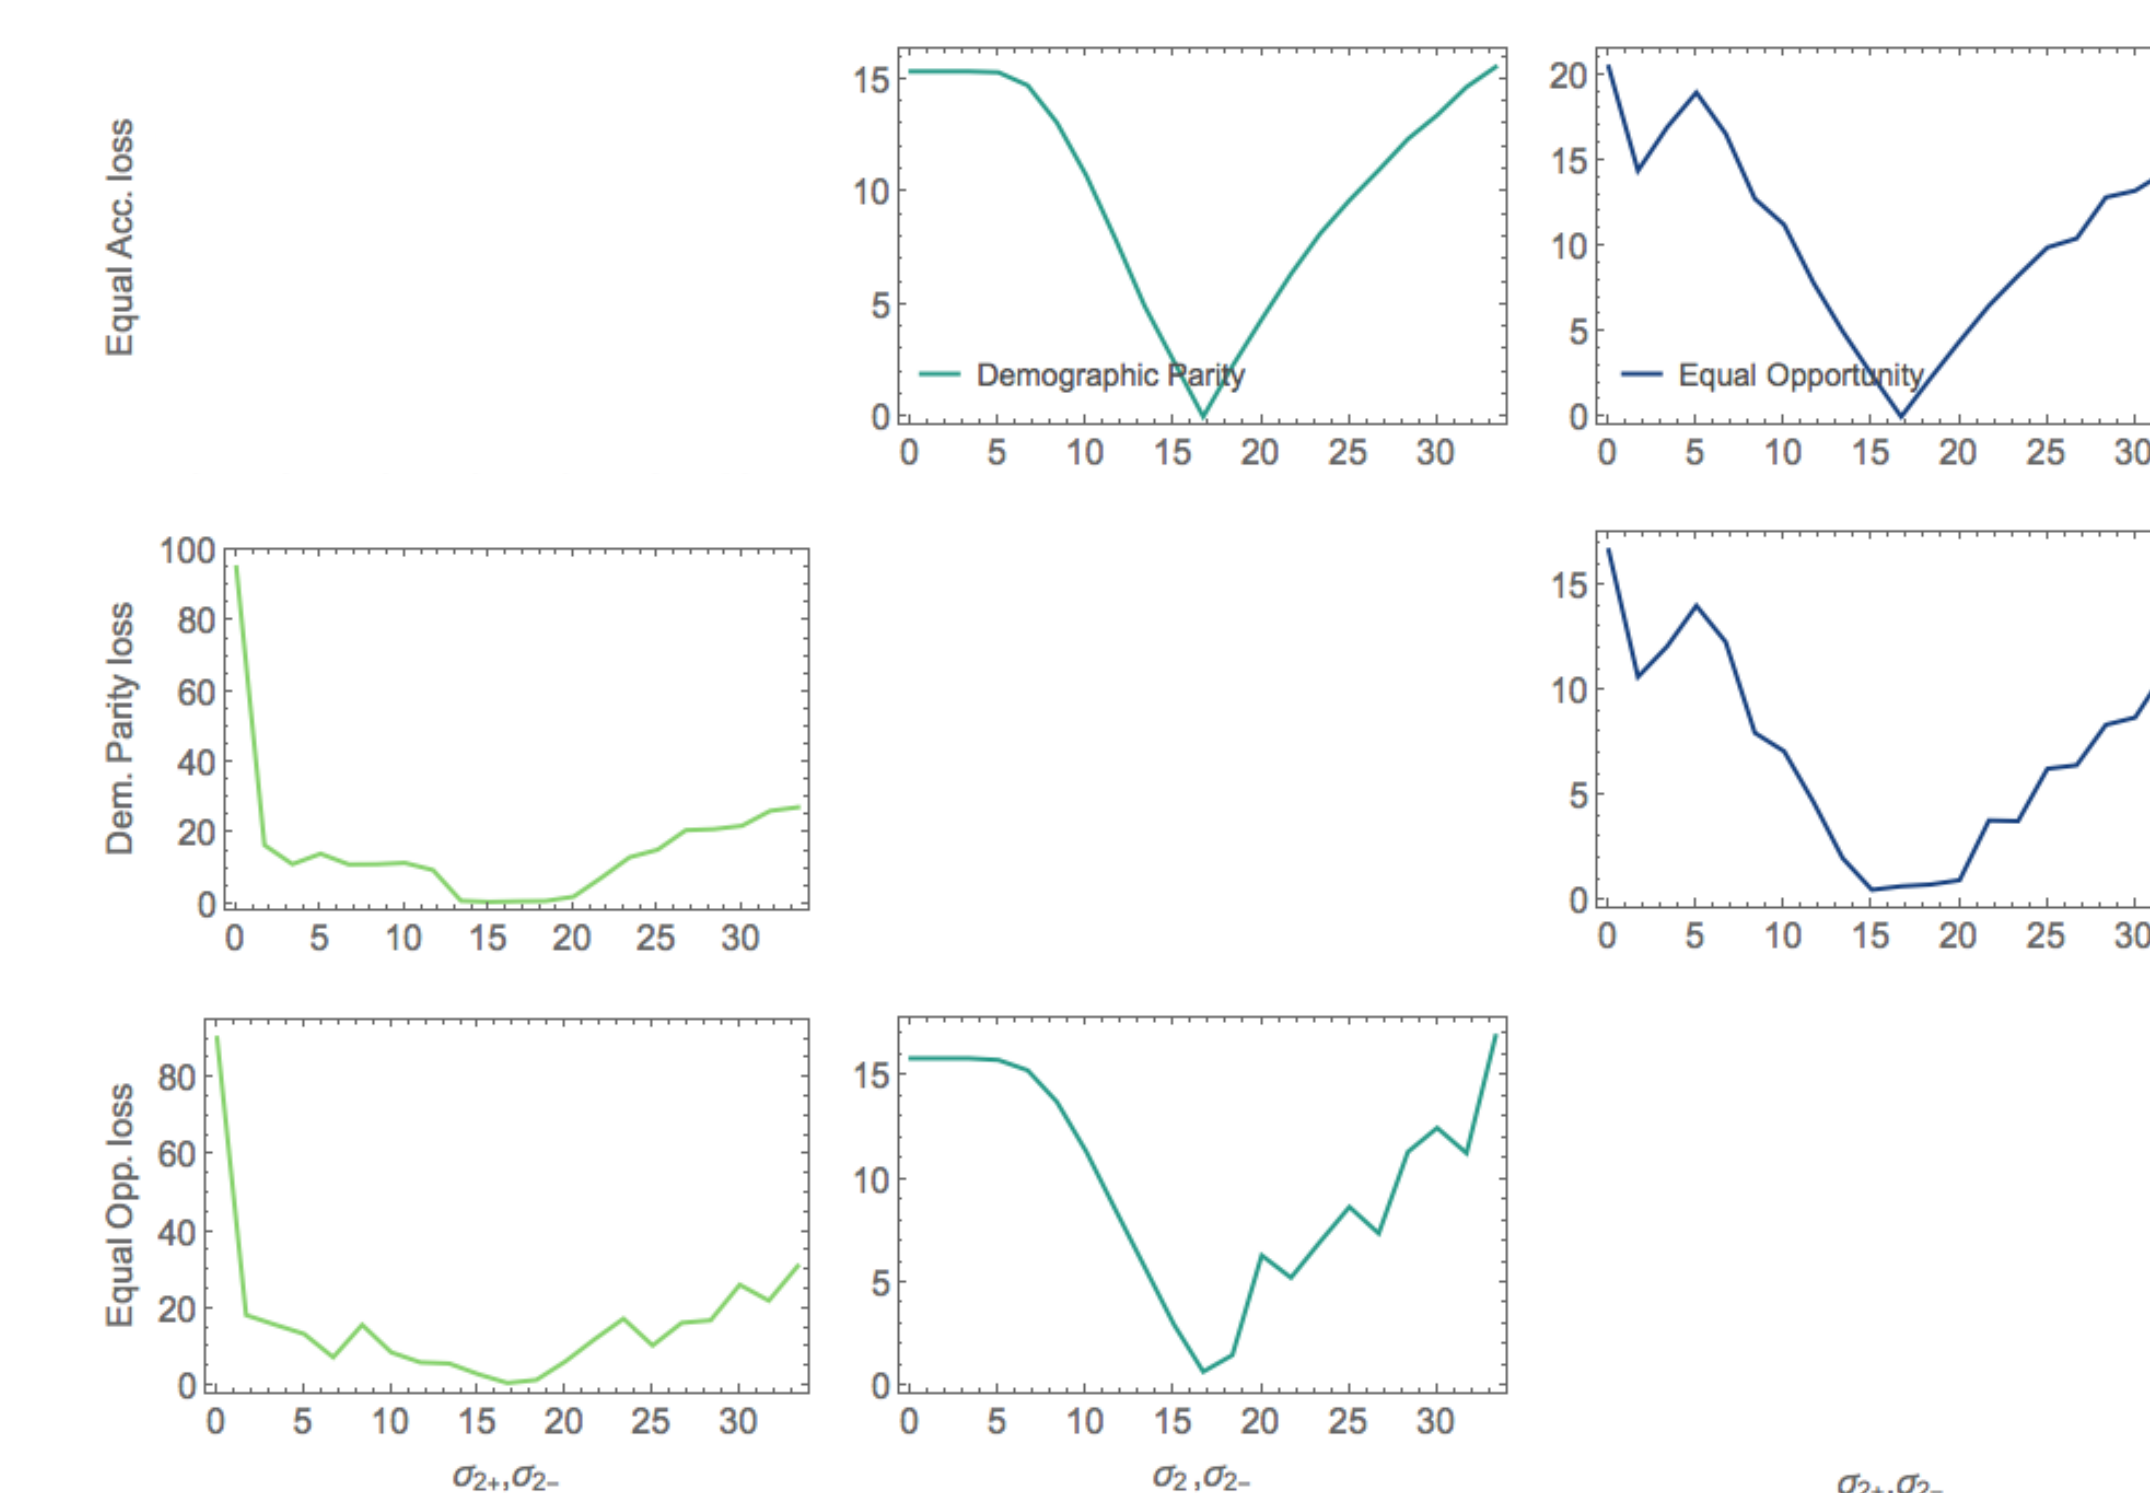 Equal Acc. loss
15
10
5
0
Demographic Parity
0 5 10 15 20 25 30
20
15
10
5
0
Equal Opportunity
0 5 10 15 20 25 30
Dem. Parity loss
100
80
60
40
20
0
0 5 10 15 20 25 30
15
10
5
0
0 5 10 15 20 25 30
Equal Opp. loss
80
60
40
20
0
0 5 10 15 20 25 30
σ2+,σ2−
15
10
5
0
0 5 10 15 20 25 30
σ2 ,σ2−
σ2+,σ2−